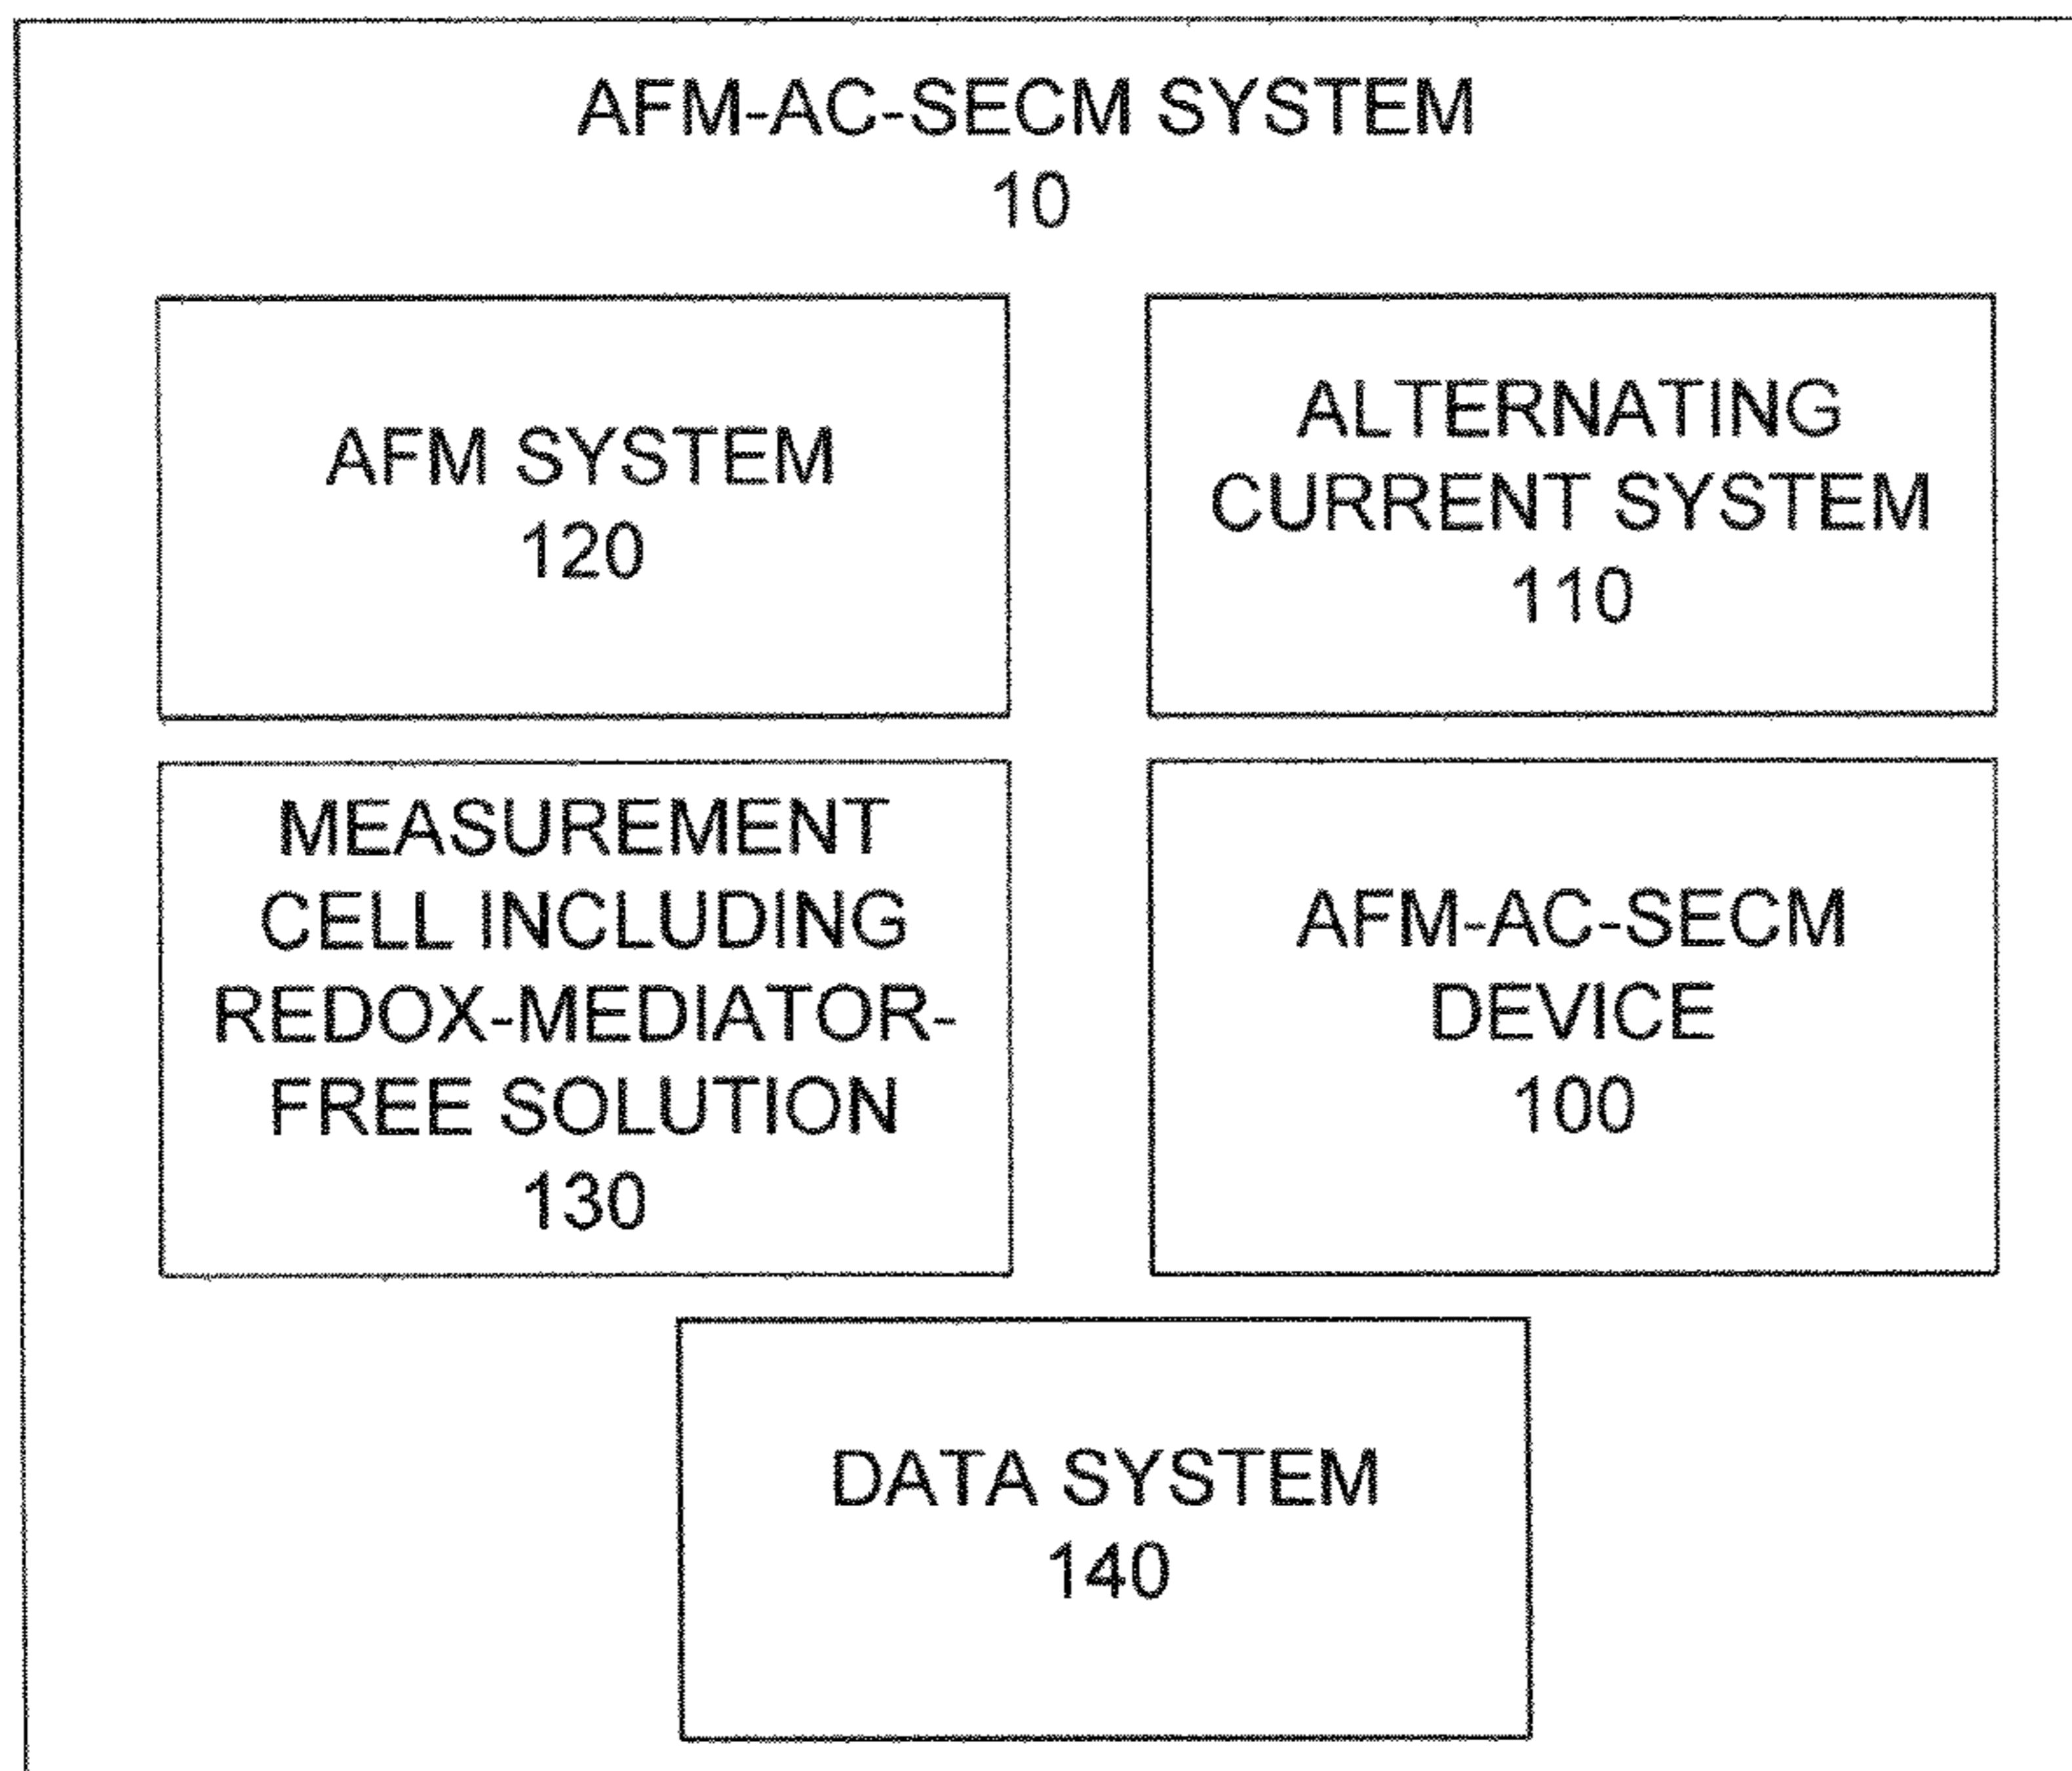 AFM-AC-SECM SYSTEM
10
AFM SYSTEM
120
ALTERNATING
CURRENT SYSTEM
110
MEASUREMENT
CELL INCLUDING
REDOX-MEDIATOR-
FREE SOLUTION
130
AFM-AC-SECM
DEVICE
100
DATA SYSTEM
140